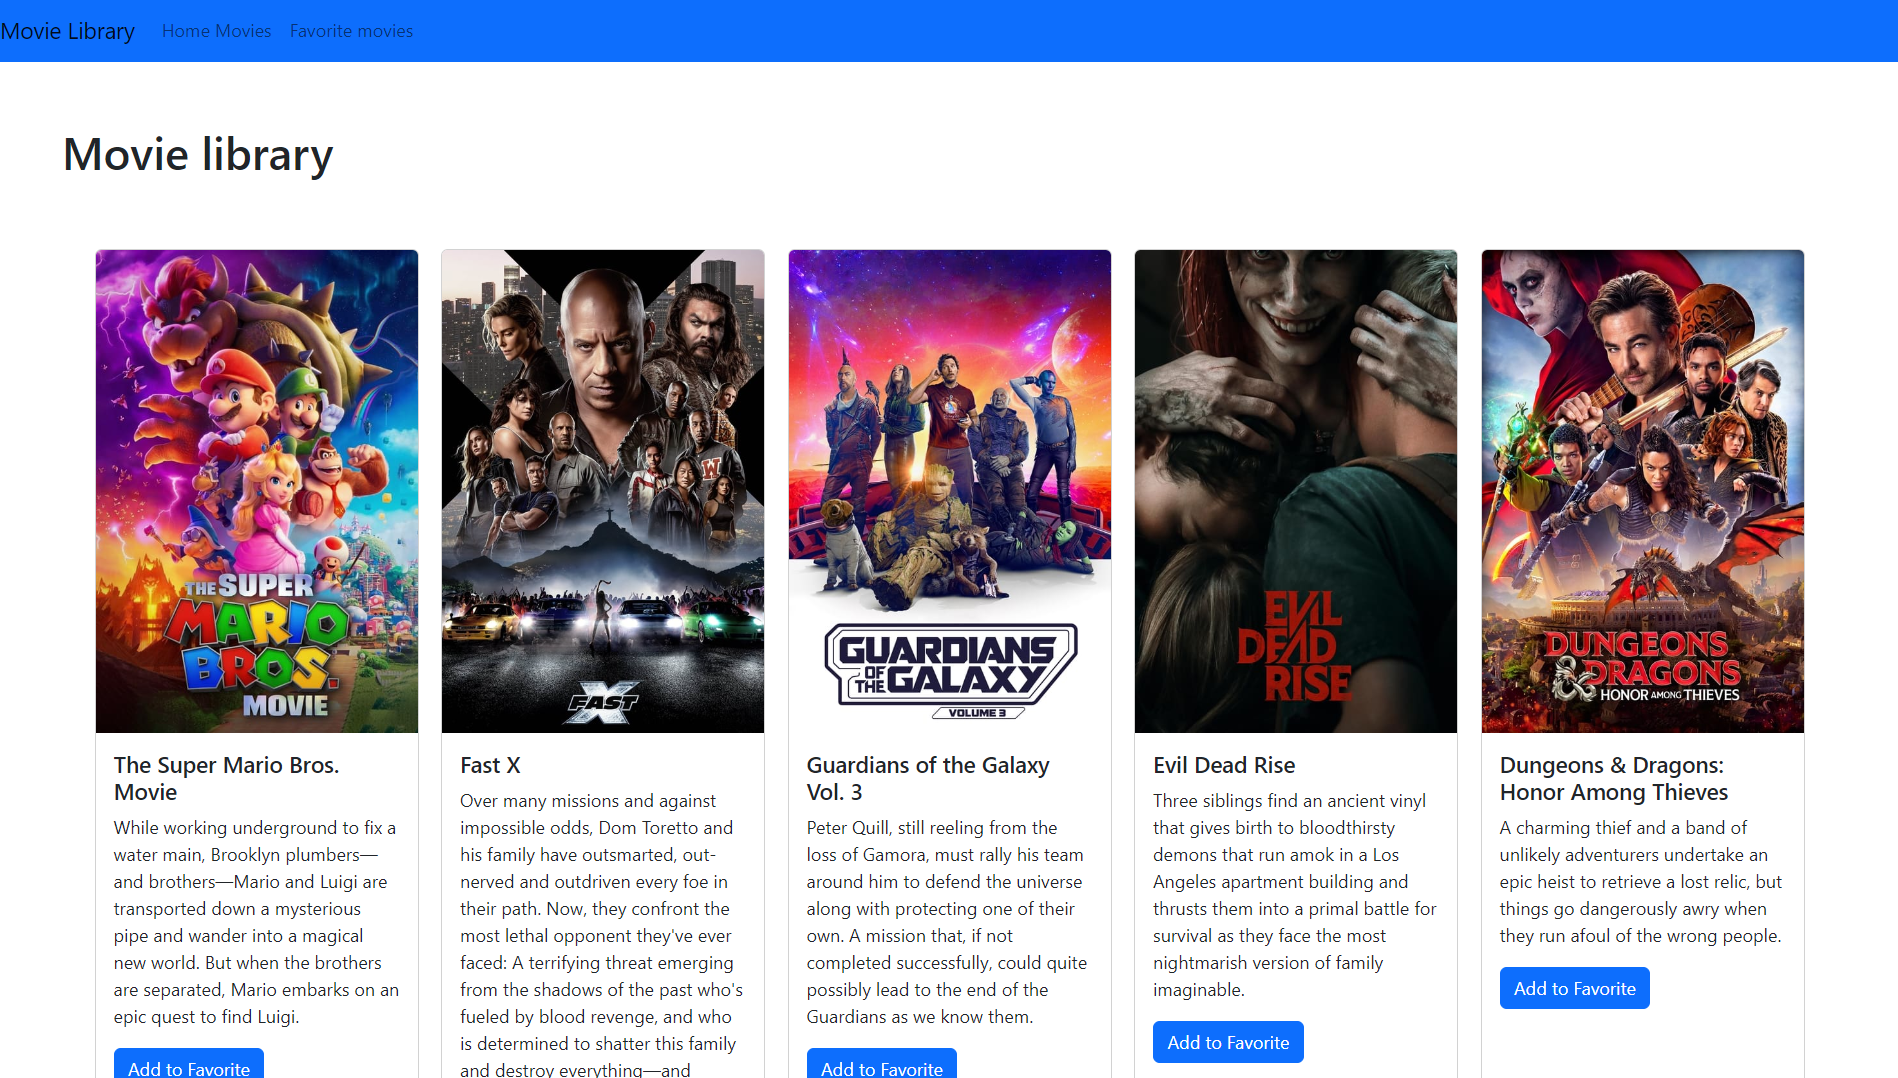 Movie Library Home Movies Favorite movies
Movie library
THE SUPER
MARIO
BROS.
MOVIE
The Super Mario Bros.
Movie
While working underground to fix a
water main, Brooklyn plumbers—
and brothers—Mario and Luigi are
transported down a mysterious
pipe and wander into a magical
new world. But when the brothers
are separated, Mario embarks on an
epic quest to find Luigi.
Add to Favorite
W
FAST
X
Fast X
Over many missions and against
impossible odds, Dom Toretto and
his family have outsmarted, out-
nerved and outdriven every foe in
their path. Now, they confront the
most lethal opponent they've ever
faced: A terrifying threat emerging
from the shadows of the past who's
fueled by blood revenge, and who
is determined to shatter this family
and destroy everything—and
GUARDIANS
OF THE GALAXY
VOLUME 3
Guardians of the Galaxy
Vol. 3
Peter Quill, still reeling from the
loss of Gamora, must rally his team
around him to defend the universe
along with protecting one of their
own. A mission that, if not
completed successfully, could quite
possibly lead to the end of the
Guardians as we know them.
Add to Favorite
EVIL
DEAD
RISE
Evil Dead Rise
Three siblings find an ancient vinyl
that gives birth to bloodthirsty
demons that run amok in a Los
Angeles apartment building and
thrusts them into a primal battle for
survival as they face the most
nightmarish version of family
imaginable.
Add to Favorite
DUNGEONS
& DRAGONS
HONOR AMONG THIEVES
Dungeons & Dragons:
Honor Among Thieves
A charming thief and a band of
unlikely adventurers undertake an
epic heist to retrieve a lost relic, but
things go dangerously awry when
they run afoul of the wrong people.
Add to Favorite